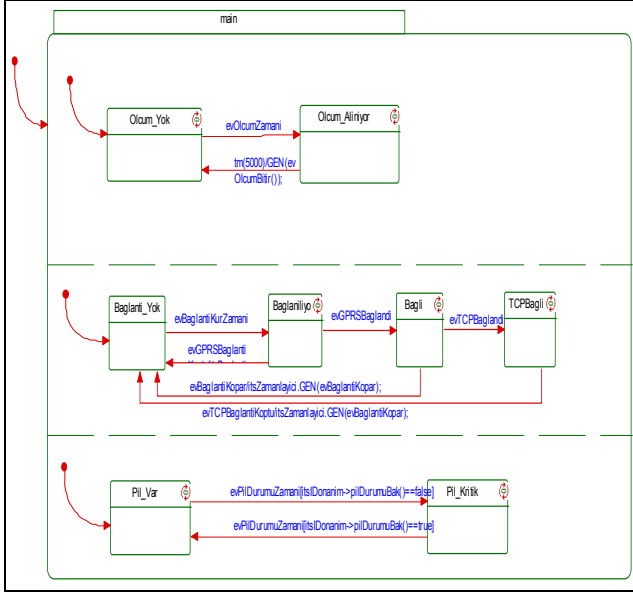 main
Olcum_Yok
Olcum_Aliniyor
evOlcumZamani
tm(5000)/GEN(ev
OlcumBitir());
Baglanti_Yok
Baglaniliyo
Bagli
TCPBagli
evBaglantiKurZamani
evGPRSBaglandi
evTCPBaglandi
evGPRSBaglanti
evBaglantiKopar/itsZamanlayici.GEN(evBaglantiKopar);
evTCPBaglantiKoptu/itsZamanlayici.GEN(evBaglantiKopar);
Pil_Var
evPilDurumuZamani[itsIDonanim->pilDurumuBak()==false]
Pil_Kritik
evPilDurumuZamani[itsIDonanim->pilDurumuBak()==true]